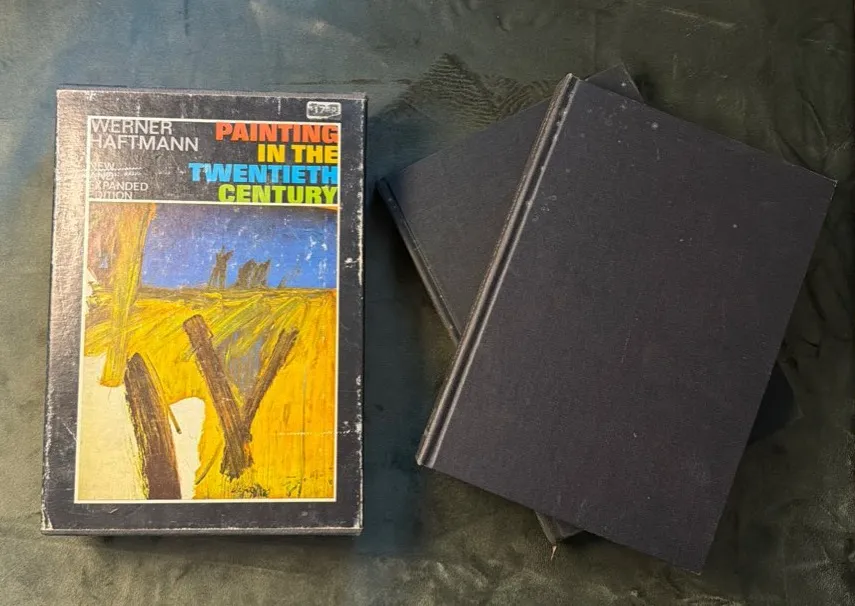 WERNER
HAFTMANN
NEW
AND
EXPANDED
EDITION
PAINTING
IN THE
TWENTIETH
CENTURY